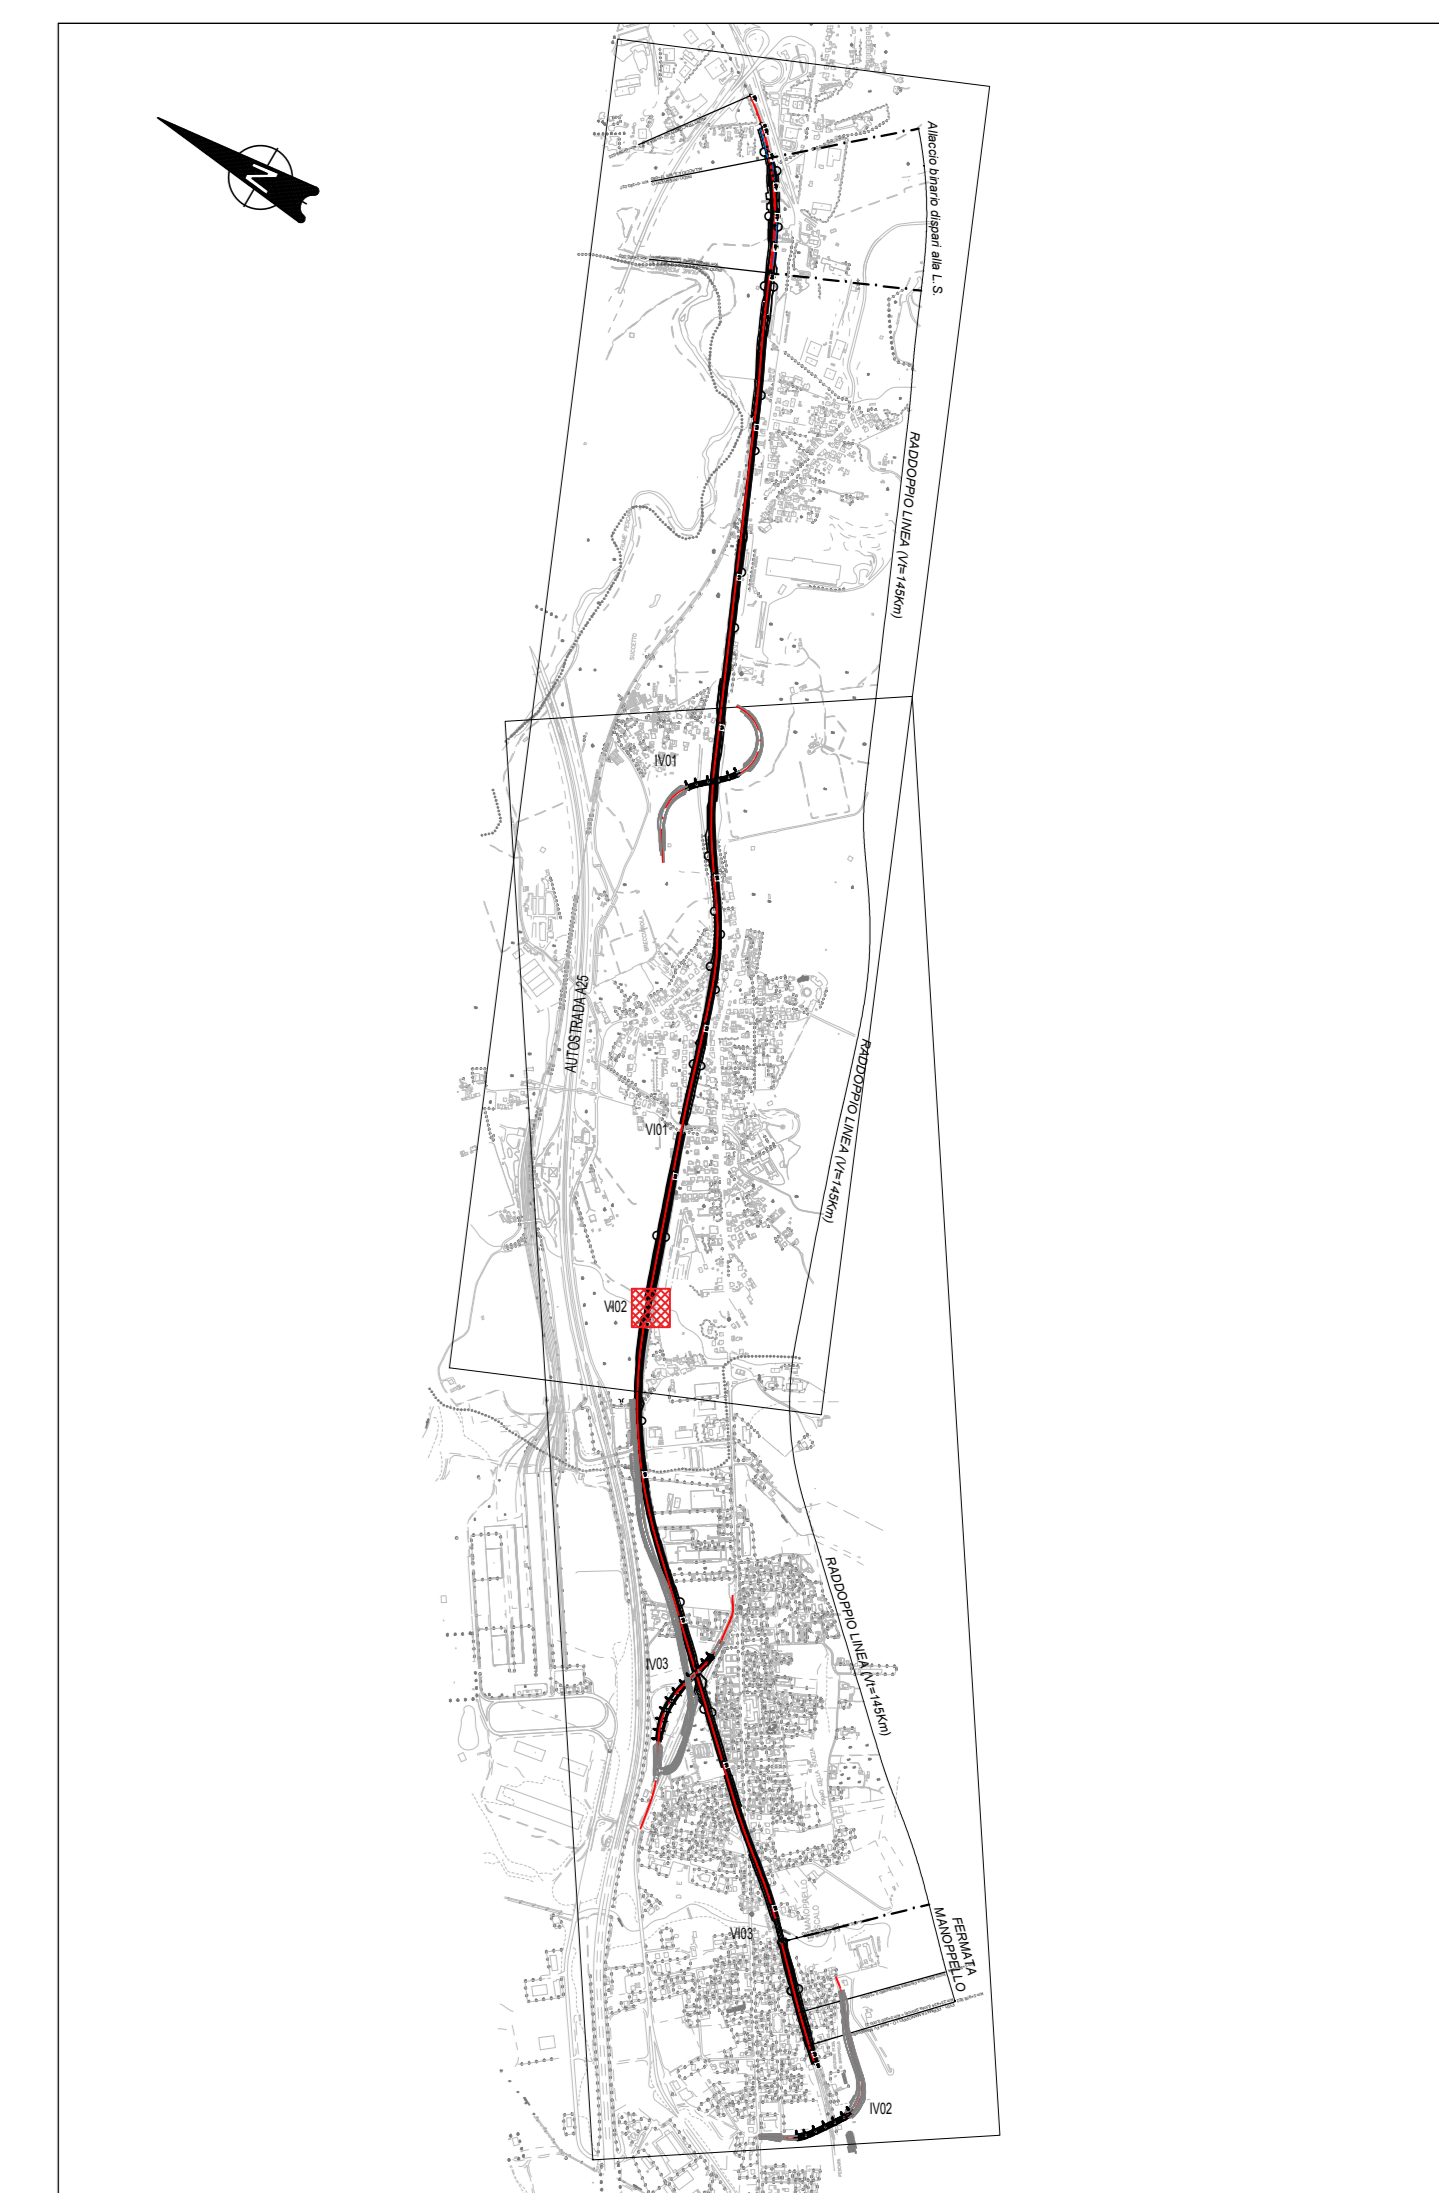 N
Allaccio binario dispari alla L.S.
RADDOPPIO LINEA (Vt=145Km)
IV01
AUTOSTRADA A25
RADDOPPIO LINEA (Vt=145Km)
VI01
VI02
RADDOPPIO LINEA (Vt=145Km)
IV03
VI03
FERMATA
MANOPPELLO
IV02